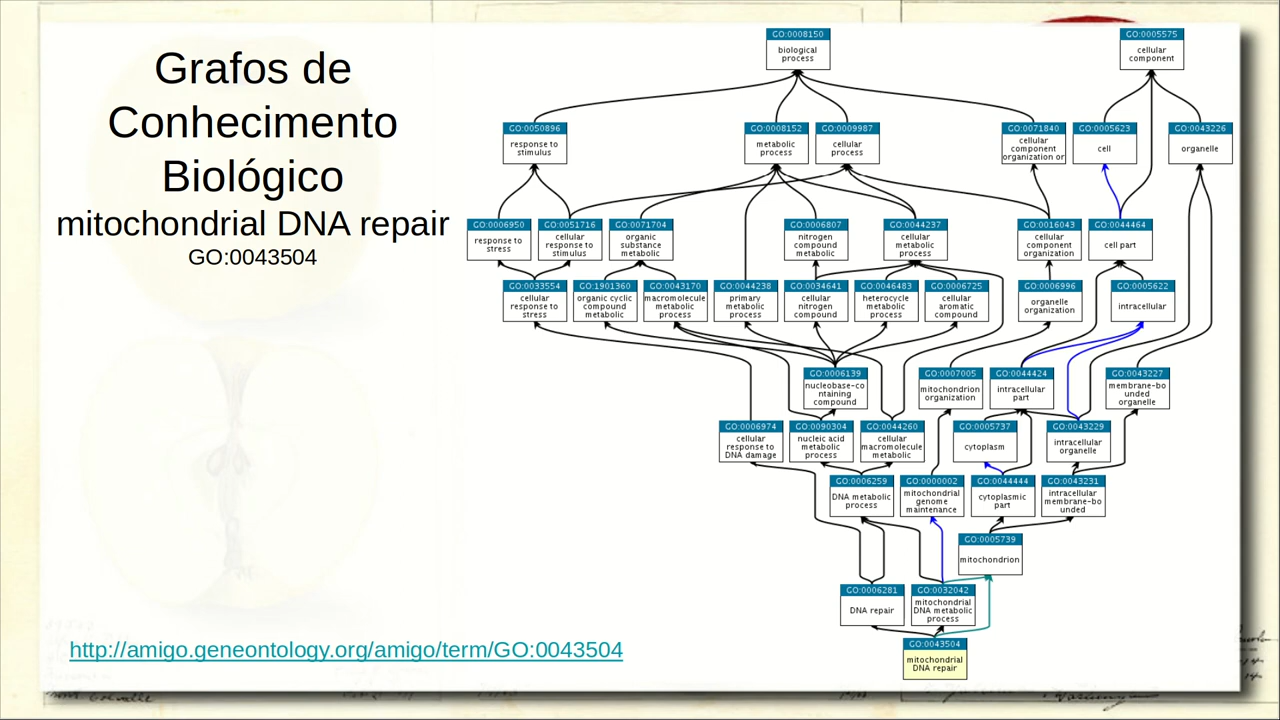 Grafos de
Conhecimento
Biológico
mitochondrial DNA repair
GO:0043504
http://amigo.geneontology.org/amigo/term/GO:0043504
GO:0008150
biological
process
GO:0005575
cellular
component
GO:0050896
response to
stimulus
GO:0008152
metabolic
process
GO:0009987
cellular
process
GO:0071840
cellular
component
organization or
GO:0005623
cell
GO:0043226
organelle
GO:0006950
response to
stress
GO:0051716
cellular
response to
stimulus
GO:0071704
organic
substance
metabolic
GO:0006807
nitrogen
compound
metabolic
GO:0044237
cellular
metabolic
process
GO:0016043
cellular
component
organization
GO:0044464
cell part
GO:0033554
cellular
response to
stress
GO:1901360
organic cyclic
compound
metabolic
GO:0043170
macromolecule
metabolic
process
GO:0044238
primary
metabolic
process
GO:0034641
cellular
nitrogen
compound
GO:0046483
heterocycle
metabolic
process
GO:0006725
cellular
aromatic
compound
GO:0006996
organelle
organization
GO:0005622
intracellular
GO:0006139
nucleobase-co
ntaining
compound
GO:0007005
mitochondrion
organization
GO:0044424
intracellular
part
GO:0043227
membrane-bo
unded
organelle
GO:0006974
cellular
response to
DNA damage
GO:0090304
nucleic acid
metabolic
process
GO:0044260
cellular
macromolecule
metabolic
GO:0005737
cytoplasm
GO:0043229
intracellular
organelle
GO:0006259
DNA metabolic
process
GO:0000002
mitochondrial
genome
maintenance
GO:0044444
cytoplasmic
part
GO:0043231
intracellular
membrane-bo
unded
GO:0005739
mitochondrion
GO:0006281
DNA repair
GO:0032042
mitochondrial
DNA metabolic
process
GO:0043504
mitochondrial
DNA repair